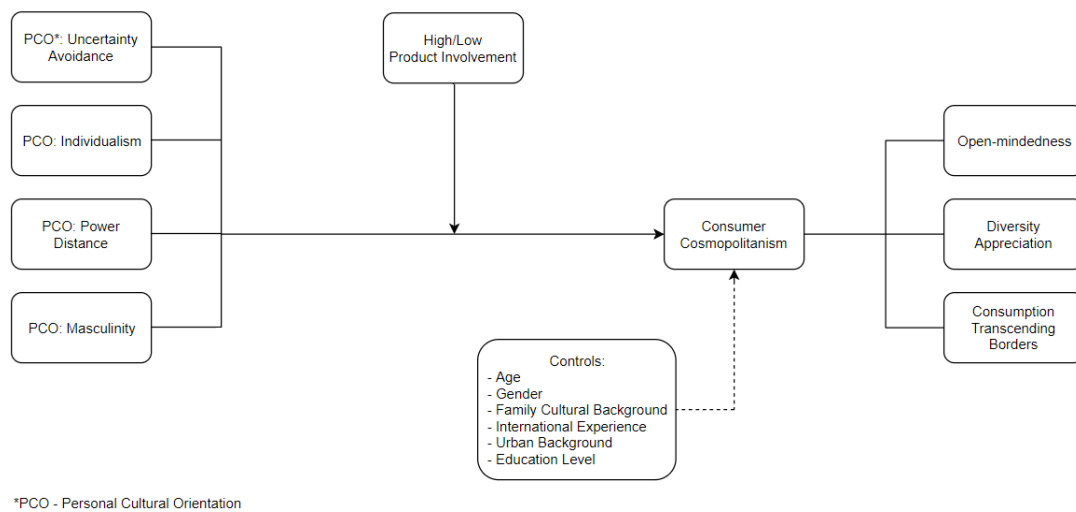 PCO*: Uncertainty
Avoidance
PCO: Individualism
PCO: Power
Distance
PCO: Masculinity
High/Low
Product Involvement
Consumer
Cosmopolitanism
Controls:
- Age
- Gender
- Family Cultural Background
- International Experience
- Urban Background
- Education Level
Open-mindedness
Diversity
Appreciation
Consumption
Transcending
Borders
*PCO - Personal Cultural Orientation